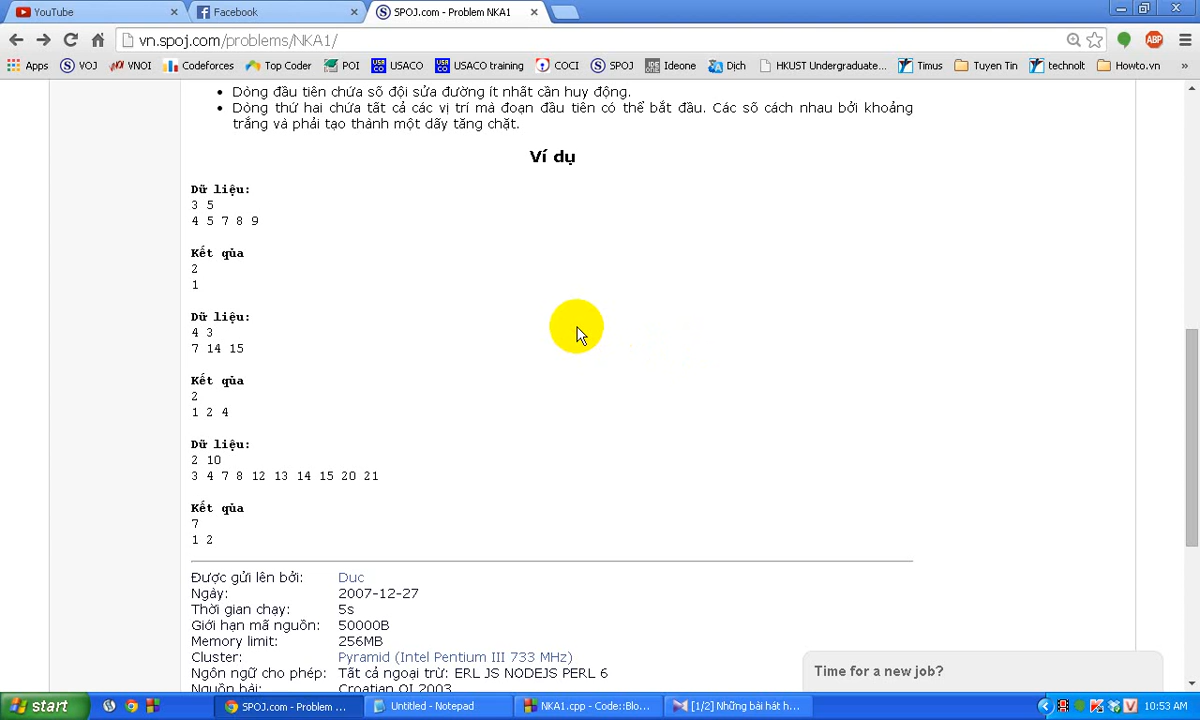 YouTube
Facebook
SPOJ.com - Problem NKA1
vn.spoj.com/problems/NKA1/
Apps VOJ VNOI Codeforces Top Coder POI USACO USACO training COCI SPOJ Ideone Dịch HKUST Undergraduate... Timus Tuyen Tin technolt Howto.vn »
Dòng đầu tiên chứa số đội sửa đường ít nhất cần huy động.
Dòng thứ hai chứa tất cả các vị trí mà đoạn đầu tiên có thể bắt đầu. Các số cách nhau bởi khoảng
trắng và phải tạo thành một dãy tăng chặt.
Ví dụ
Dữ liệu:
3 5
4 5 7 8 9
Kết qủa
2
1
Dữ liệu:
4 3
7 14 15
Kết qủa
2
1 2 4
Dữ liệu:
2 10
3 4 7 8 12 13 14 15 20 21
Kết qủa
7
1 2
Được gửi lên bởi: Duc
Ngày: 2007-12-27
Thời gian chạy: 5s
Giới hạn mã nguồn: 50000B
Memory limit: 256MB
Cluster: Pyramid (Intel Pentium III 733 MHz)
Ngôn ngữ cho phép: Tất cả ngoại trừ: ERL JS NODEJS PERL 6
Nguồn bài: Croatian OI 2003
Time for a new job?
start
SPOJ.com - Problem ...
Untitled - Notepad
NKA1.cpp - Code::Blo...
[1/2] Những bài hát h...
10:53 AM